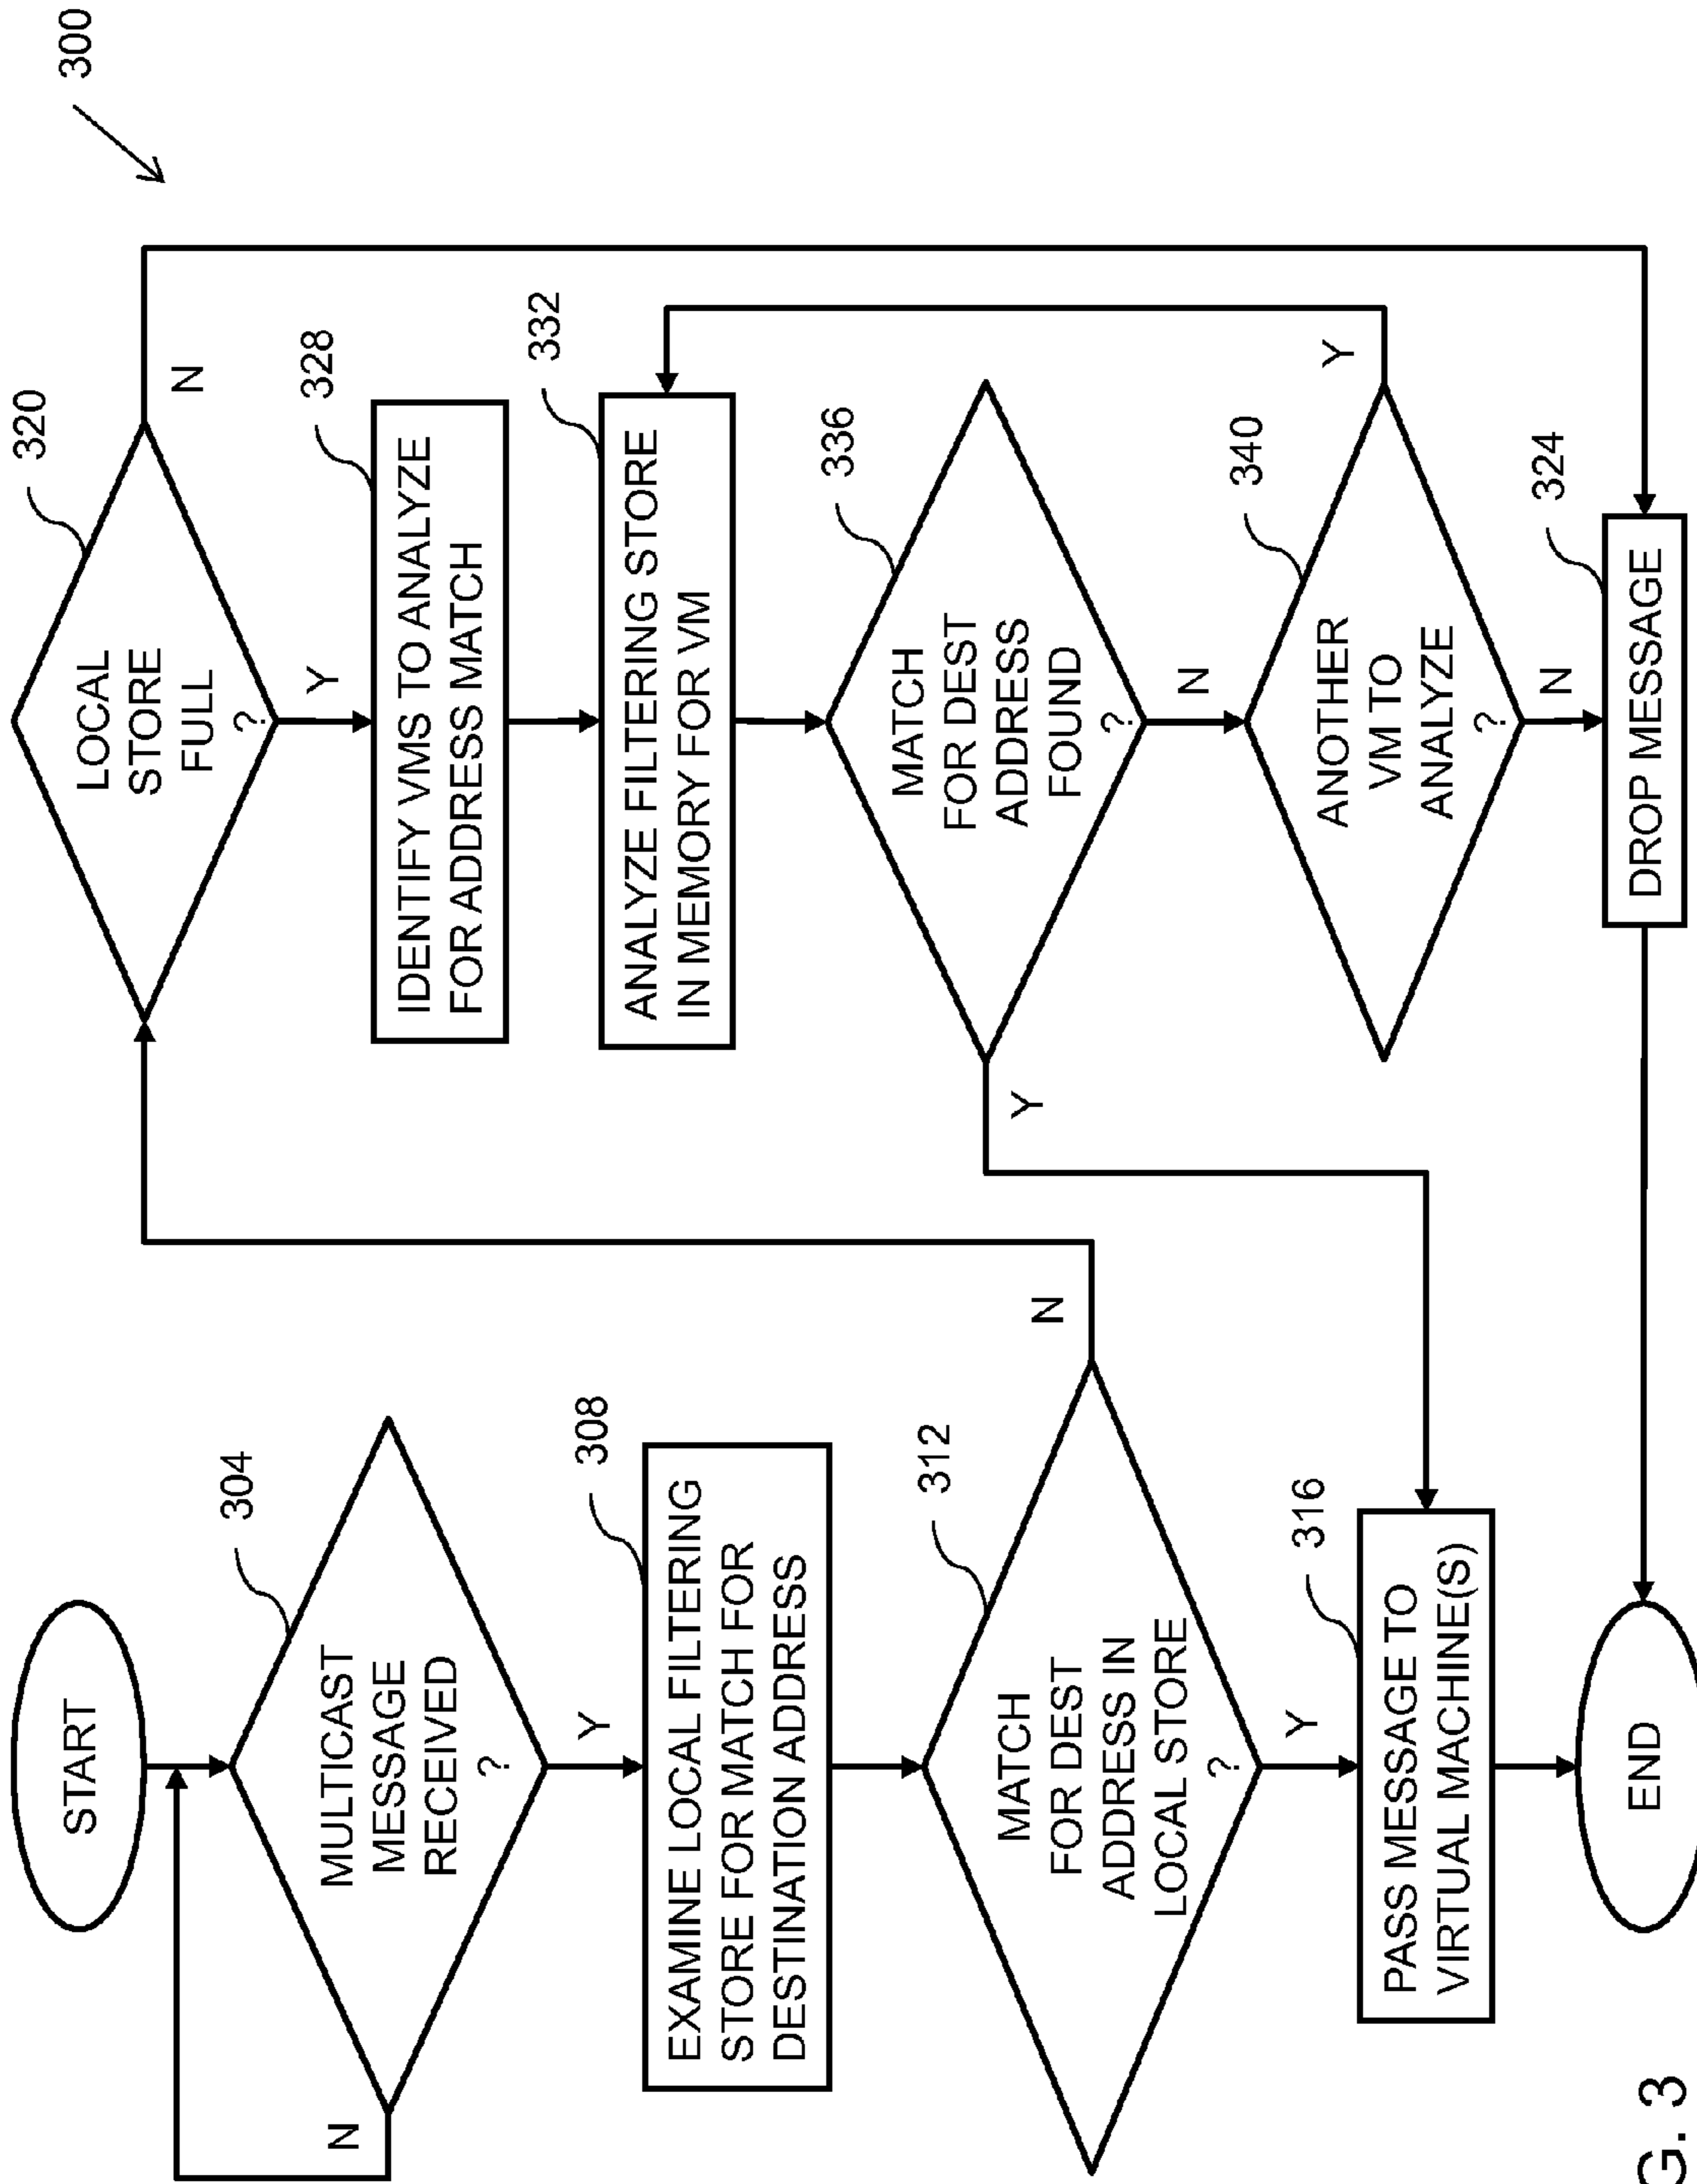 300
START
304
MULTICAST
MESSAGE
RECEIVED
?
N
Y
308
EXAMINE LOCAL FILTERING
STORE FOR MATCH FOR
DESTINATION ADDRESS
312
MATCH
FOR DEST
ADDRESS IN
LOCAL STORE
?
N
Y
316
PASS MESSAGE TO
VIRTUAL MACHINE(S)
END
320
LOCAL
STORE
FULL
?
N
Y
328
IDENTIFY VMS TO ANALYZE
FOR ADDRESS MATCH
332
ANALYZE FILTERING STORE
IN MEMORY FOR VM
336
MATCH
FOR DEST
ADDRESS
FOUND
?
Y
N
340
ANOTHER
VM TO
ANALYZE
?
Y
N
324
DROP MESSAGE
G. 3